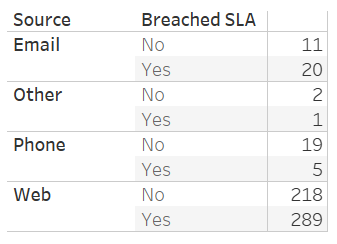 Source Breached SLA
Email No 11
Yes 20
Other No 2
Yes 1
Phone No 19
Yes 5
Web No 218
Yes 289